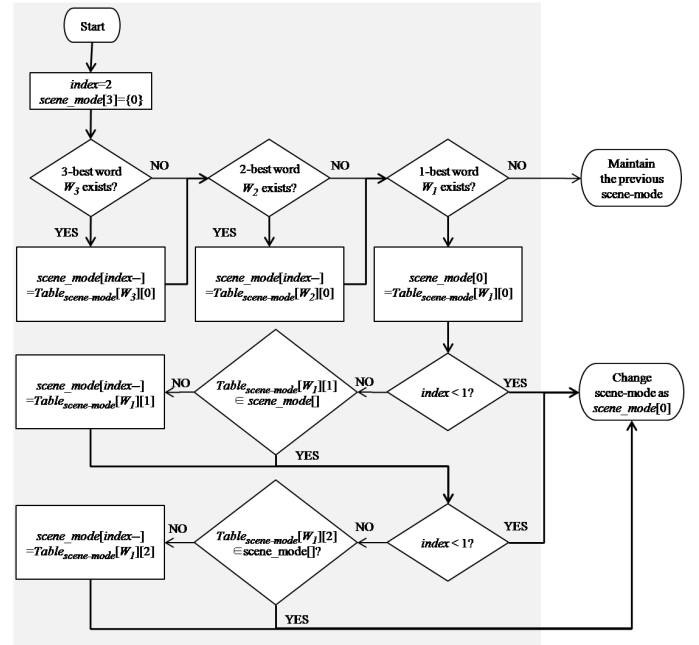 Start
index=2
scene_mode[3]={0}
3-best word
W3 exists?
NO
2-best word
W2 exists?
NO
1-best word
W1 exists?
NO
Maintain
the previous
scene-mode
YES
YES
scene_mode[index--]
=Tablescene-mode[W3][0]
scene_mode[index--]
=Tablescene-mode[W2][0]
scene_mode[0]
=Tablescene-mode[W1][0]
scene_mode[index--]
=Tablescene-mode[W1][1]
NO
Tablescene-mode[W1][1]
∈ scene_mode[]
NO
index < 1?
YES
Change
scene-mode as
scene_mode[0]
YES
scene_mode[index--]
=Tablescene-mode[W1][2]
NO
Tablescene-mode[W1][2]
∈scene_mode[]?
NO
index < 1?
YES
YES